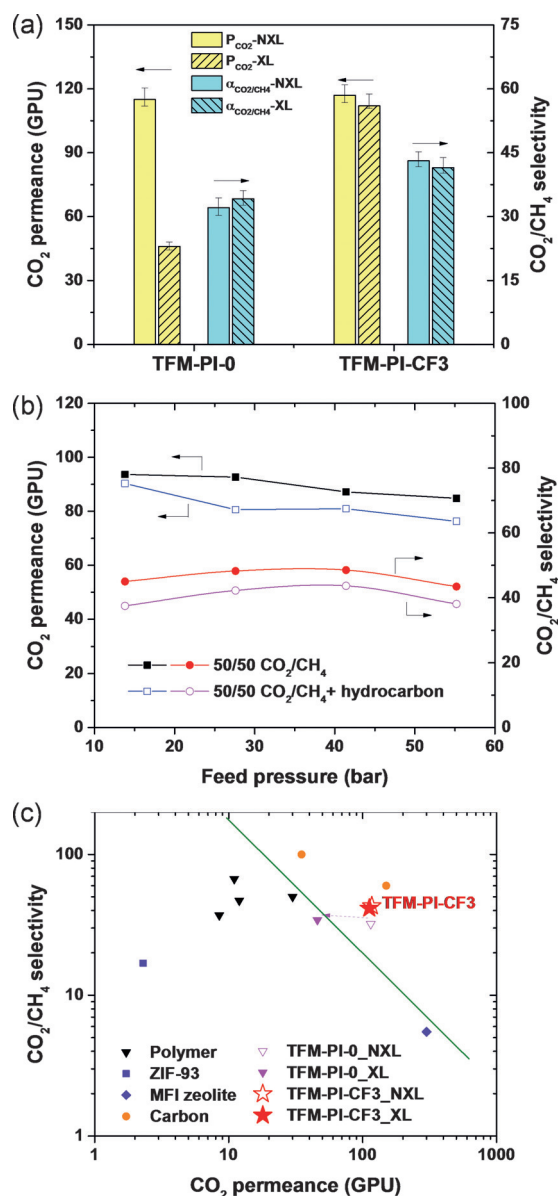 (a)
P_CO2-NXL
P_CO2-XL
α_CO2/CH4-NXL
α_CO2/CH4-XL
150
120
90
60
30
0
CO₂ permeance (GPU)
75
60
45
30
15
0
CO₂/CH₄ selectivity
TFM-PI-0 TFM-PI-CF3
(b)
120
100
80
60
40
20
0
CO₂ permeance (GPU)
100
80
60
40
20
0
CO₂/CH₄ selectivity
50/50 CO₂/CH₄
50/50 CO₂/CH₄+ hydrocarbon
10 20 30 40 50 60
Feed pressure (bar)
(c)
100
10
1
CO₂/CH₄ selectivity
TFM-PI-CF3
Polymer
ZIF-93
MFI zeolite
Carbon
TFM-PI-0_NXL
TFM-PI-0_XL
TFM-PI-CF3_NXL
TFM-PI-CF3_XL
1 10 100 1000
CO₂ permeance (GPU)